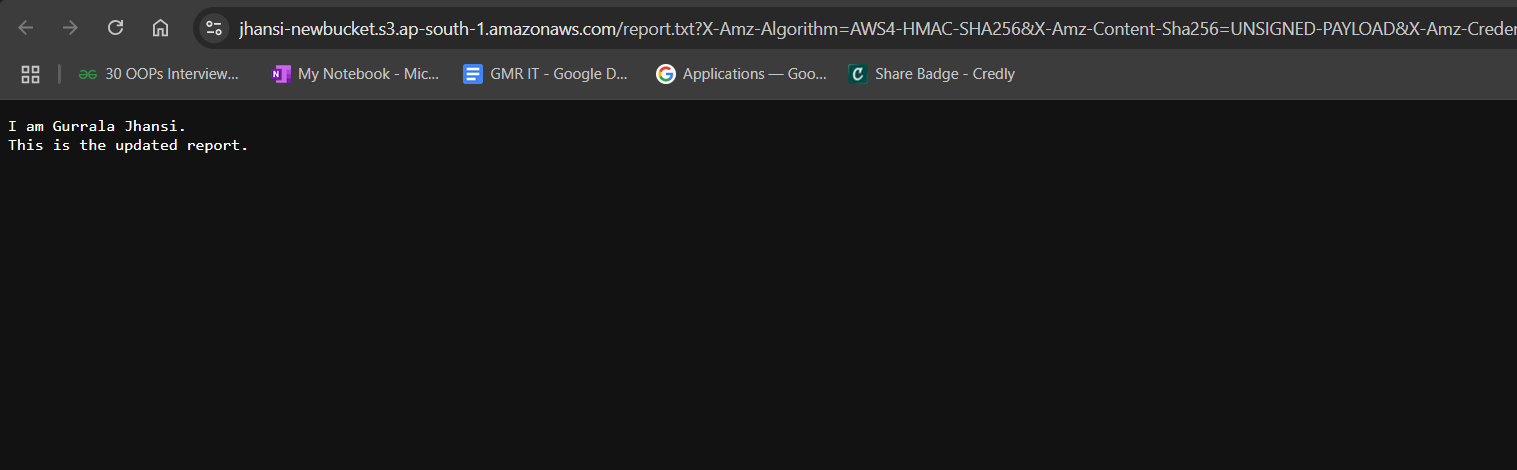 jhansi-newbucket.s3.ap-south-1.amazonaws.com/report.txt?X-Amz-Algorithm=AWS4-HMAC-SHA256&X-Amz-Content-Sha256=UNSIGNED-PAYLOAD&X-Amz-Creden
30 OOPs Interview... My Notebook - Mic... GMR IT - Google D... Applications — Goo... Share Badge - Credly
I am Gurrala Jhansi.
This is the updated report.